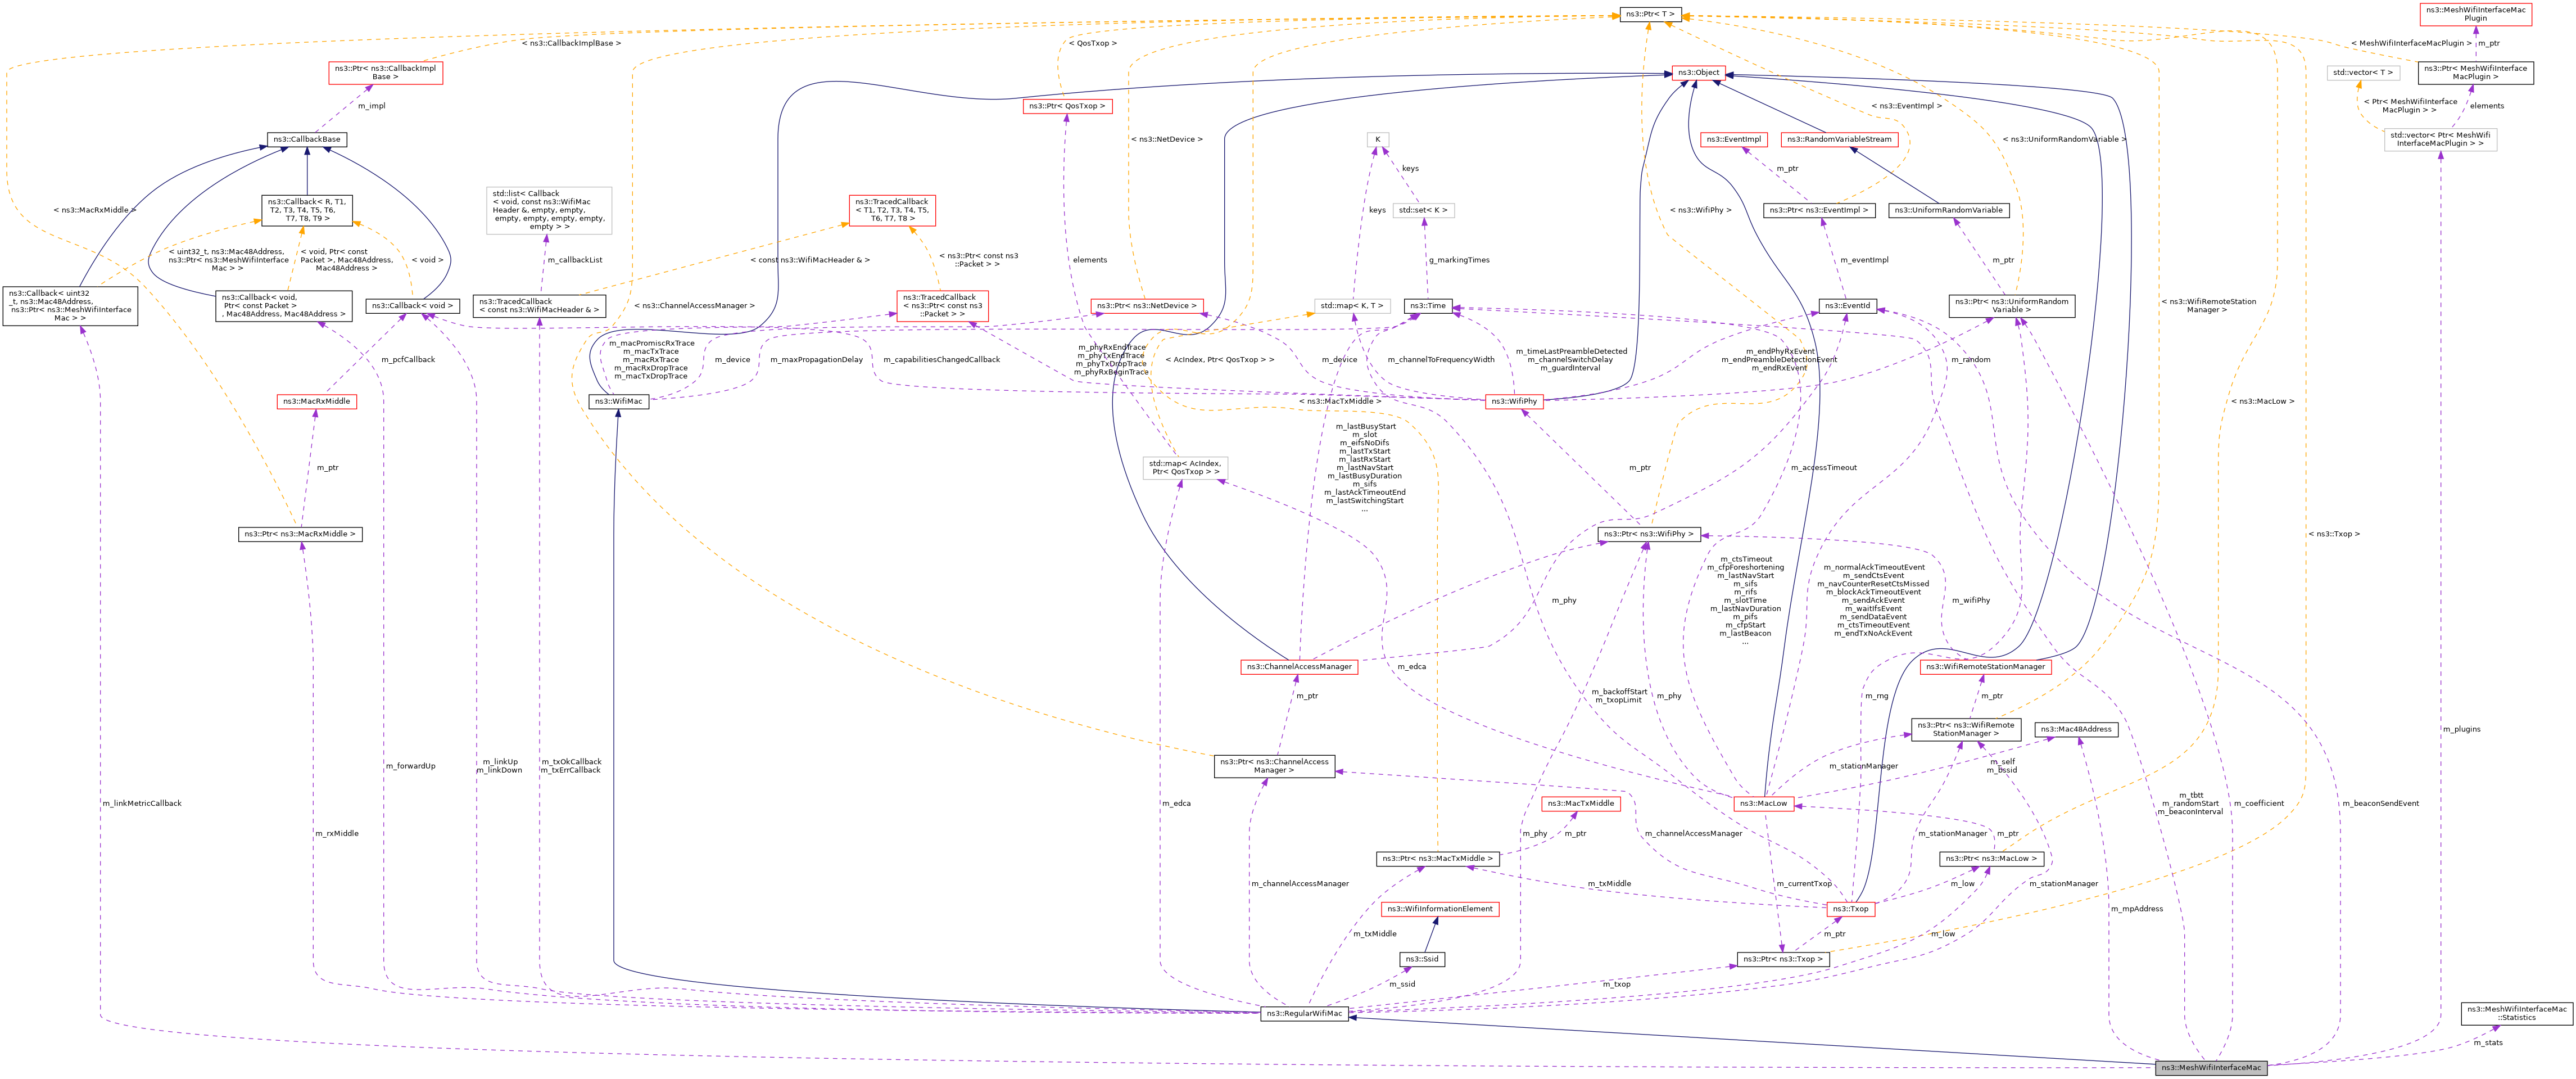 ns3::Ptr< T >
ns3::MeshWifiInterfaceMac
Plugin
< ns3::CallbackImplBase >
< QosTxop >
< MeshWifiInterfaceMacPlugin >
m_ptr
ns3::Ptr< ns3::CallbackImpl
Base >
ns3::Object
std::vector< T >
ns3::Ptr< MeshWifiInterface
MacPlugin >
m_impl
ns3::Ptr< QosTxop >
< ns3::EventImpl >
< Ptr< MeshWifiInterface
MacPlugin > >
elements
ns3::CallbackBase
< ns3::NetDevice >
K
ns3::EventImpl
ns3::RandomVariableStream
< ns3::UniformRandomVariable >
std::vector< Ptr< MeshWifi
InterfaceMacPlugin > >
keys
m_ptr
< ns3::MacRxMiddle >
ns3::Callback< R, T1,
T2, T3, T4, T5, T6,
T7, T8, T9 >
std::list< Callback
< void, const ns3::WifiMac
Header &, empty, empty,
empty, empty, empty, empty,
empty > >
ns3::TracedCallback
< T1, T2, T3, T4, T5,
T6, T7, T8 >
keys
std::set< K >
< ns3::WifiPhy >
ns3::Ptr< ns3::EventImpl >
ns3::UniformRandomVariable
< uint32_t, ns3::Mac48Address,
ns3::Ptr< ns3::MeshWifiInterface
Mac > >
< void, Ptr< const
Packet >, Mac48Address,
Mac48Address >
< void >
m_callbackList
< const ns3::WifiMacHeader & >
< ns3::Ptr< const ns3
::Packet > >
elements
g_markingTimes
m_eventImpl
m_ptr
ns3::Callback< uint32
_t, ns3::Mac48Address,
ns3::Ptr< ns3::MeshWifiInterface
Mac > >
ns3::Callback< void,
Ptr< const Packet >
, Mac48Address, Mac48Address >
ns3::Callback< void >
ns3::TracedCallback
< const ns3::WifiMacHeader & >
< ns3::ChannelAccessManager >
ns3::TracedCallback
< ns3::Ptr< const ns3
::Packet > >
ns3::Ptr< ns3::NetDevice >
std::map< K, T >
ns3::Time
ns3::EventId
ns3::Ptr< ns3::UniformRandom
Variable >
< ns3::WifiRemoteStation
Manager >
m_pcfCallback
m_macPromiscRxTrace
m_macTxTrace
m_macRxTrace
m_macRxDropTrace
m_macTxDropTrace
m_device
m_maxPropagationDelay
m_capabilitiesChangedCallback
m_phyRxEndTrace
m_phyTxEndTrace
m_phyTxDropTrace
m_phyRxBeginTrace
< AcIndex, Ptr< QosTxop > >
m_device
m_channelToFrequencyWidth
m_timeLastPreambleDetected
m_channelSwitchDelay
m_guardInterval
m_endPhyRxEvent
m_endPreambleDetectionEvent
m_endRxEvent
m_random
ns3::MacRxMiddle
ns3::WifiMac
< ns3::MacTxMiddle >
ns3::WifiPhy
< ns3::MacLow >
m_ptr
std::map< AcIndex,
Ptr< QosTxop > >
m_lastBusyStart
m_slot
m_eifsNoDifs
m_lastTxStart
m_lastRxStart
m_lastNavStart
m_lastBusyDuration
m_sifs
m_lastAckTimeoutEnd
m_lastSwitchingStart
...
m_ptr
m_accessTimeout
ns3::Ptr< ns3::MacRxMiddle >
ns3::Ptr< ns3::WifiPhy >
< ns3::Txop >
m_phy
m_ctsTimeout
m_cfpForeshortening
m_lastNavStart
m_sifs
m_rifs
m_slotTime
m_lastNavDuration
m_pifs
m_cfpStart
m_lastBeacon
...
m_normalAckTimeoutEvent
m_sendCtsEvent
m_navCounterResetCtsMissed
m_blockAckTimeoutEvent
m_sendAckEvent
m_waitIfsEvent
m_sendDataEvent
m_ctsTimeoutEvent
m_endTxNoAckEvent
m_wifiPhy
ns3::ChannelAccessManager
m_edca
ns3::WifiRemoteStationManager
m_ptr
m_backoffStart
m_txopLimit
m_phy
m_rng
m_ptr
ns3::Ptr< ns3::WifiRemote
StationManager >
ns3::Mac48Address
m_plugins
m_forwardUp
m_linkUp
m_linkDown
m_txOkCallback
m_txErrCallback
ns3::Ptr< ns3::ChannelAccess
Manager >
m_stationManager
m_self
m_bssid
m_linkMetricCallback
m_edca
ns3::MacTxMiddle
ns3::MacLow
m_tbtt
m_randomStart
m_beaconInterval
m_coefficient
m_beaconSendEvent
m_rxMiddle
m_phy
m_ptr
m_channelAccessManager
m_stationManager
m_ptr
ns3::Ptr< ns3::MacTxMiddle >
ns3::Ptr< ns3::MacLow >
m_channelAccessManager
m_txMiddle
m_currentTxop
m_low
m_stationManager
ns3::WifiInformationElement
ns3::Txop
m_mpAddress
m_txMiddle
m_ptr
m_low
ns3::Ssid
ns3::Ptr< ns3::Txop >
m_ssid
m_txop
ns3::RegularWifiMac
ns3::MeshWifiInterfaceMac
::Statistics
m_stats
ns3::MeshWifiInterfaceMac